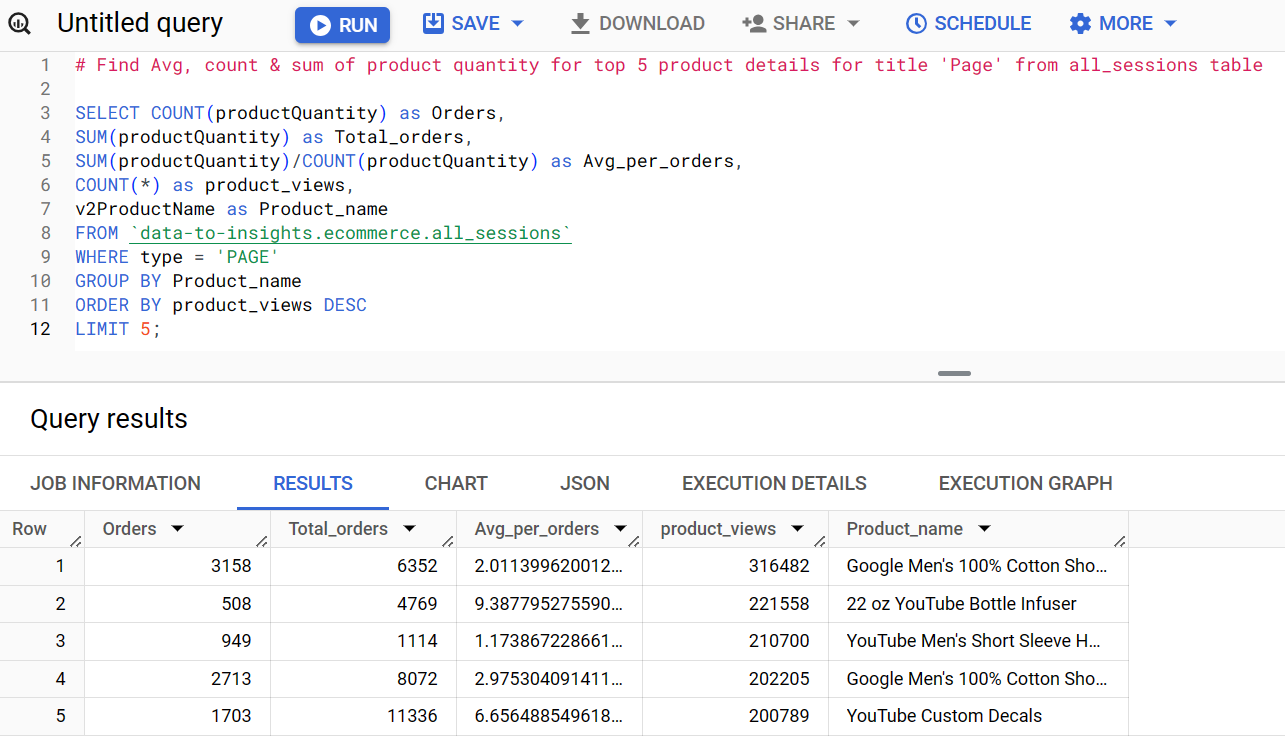 Untitled query RUN SAVE DOWNLOAD SHARE SCHEDULE MORE
1 # Find Avg, count & sum of product quantity for top 5 product details for title 'Page' from all_sessions table
2
3 SELECT COUNT(productQuantity) as Orders,
4 SUM(productQuantity) as Total_orders,
5 SUM(productQuantity)/COUNT(productQuantity) as Avg_per_orders,
6 COUNT(*) as product_views,
7 v2ProductName as Product_name
8 FROM `data-to-insights.ecommerce.all_sessions`
9 WHERE type = 'PAGE'
10 GROUP BY Product_name
11 ORDER BY product_views DESC
12 LIMIT 5;
Query results
JOB INFORMATION RESULTS CHART JSON EXECUTION DETAILS EXECUTION GRAPH
Row Orders Total_orders Avg_per_orders product_views Product_name
1 3158 6352 2.011399620012... 316482 Google Men's 100% Cotton Sho...
2 508 4769 9.387795275590... 221558 22 oz YouTube Bottle Infuser
3 949 1114 1.173867228661... 210700 YouTube Men's Short Sleeve H...
4 2713 8072 2.975304091411... 202205 Google Men's 100% Cotton Sho...
5 1703 11336 6.656488549618... 200789 YouTube Custom Decals